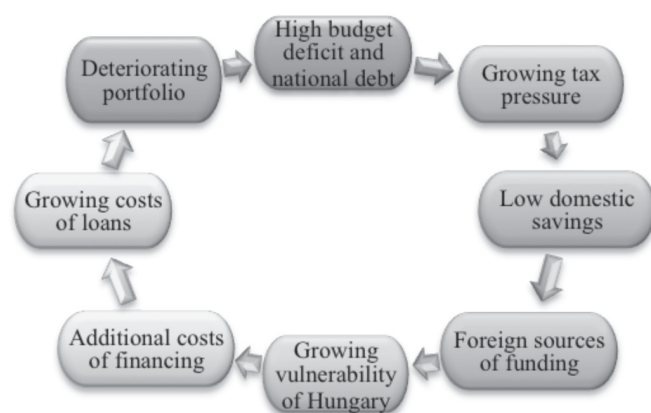 High budget
deficit and
national debt
Growing tax
pressure
Low domestic
savings
Foreign sources
of funding
Growing
vulnerability
of Hungary
Additional costs
of financing
Growing costs
of loans
Deteriorating
portfolio